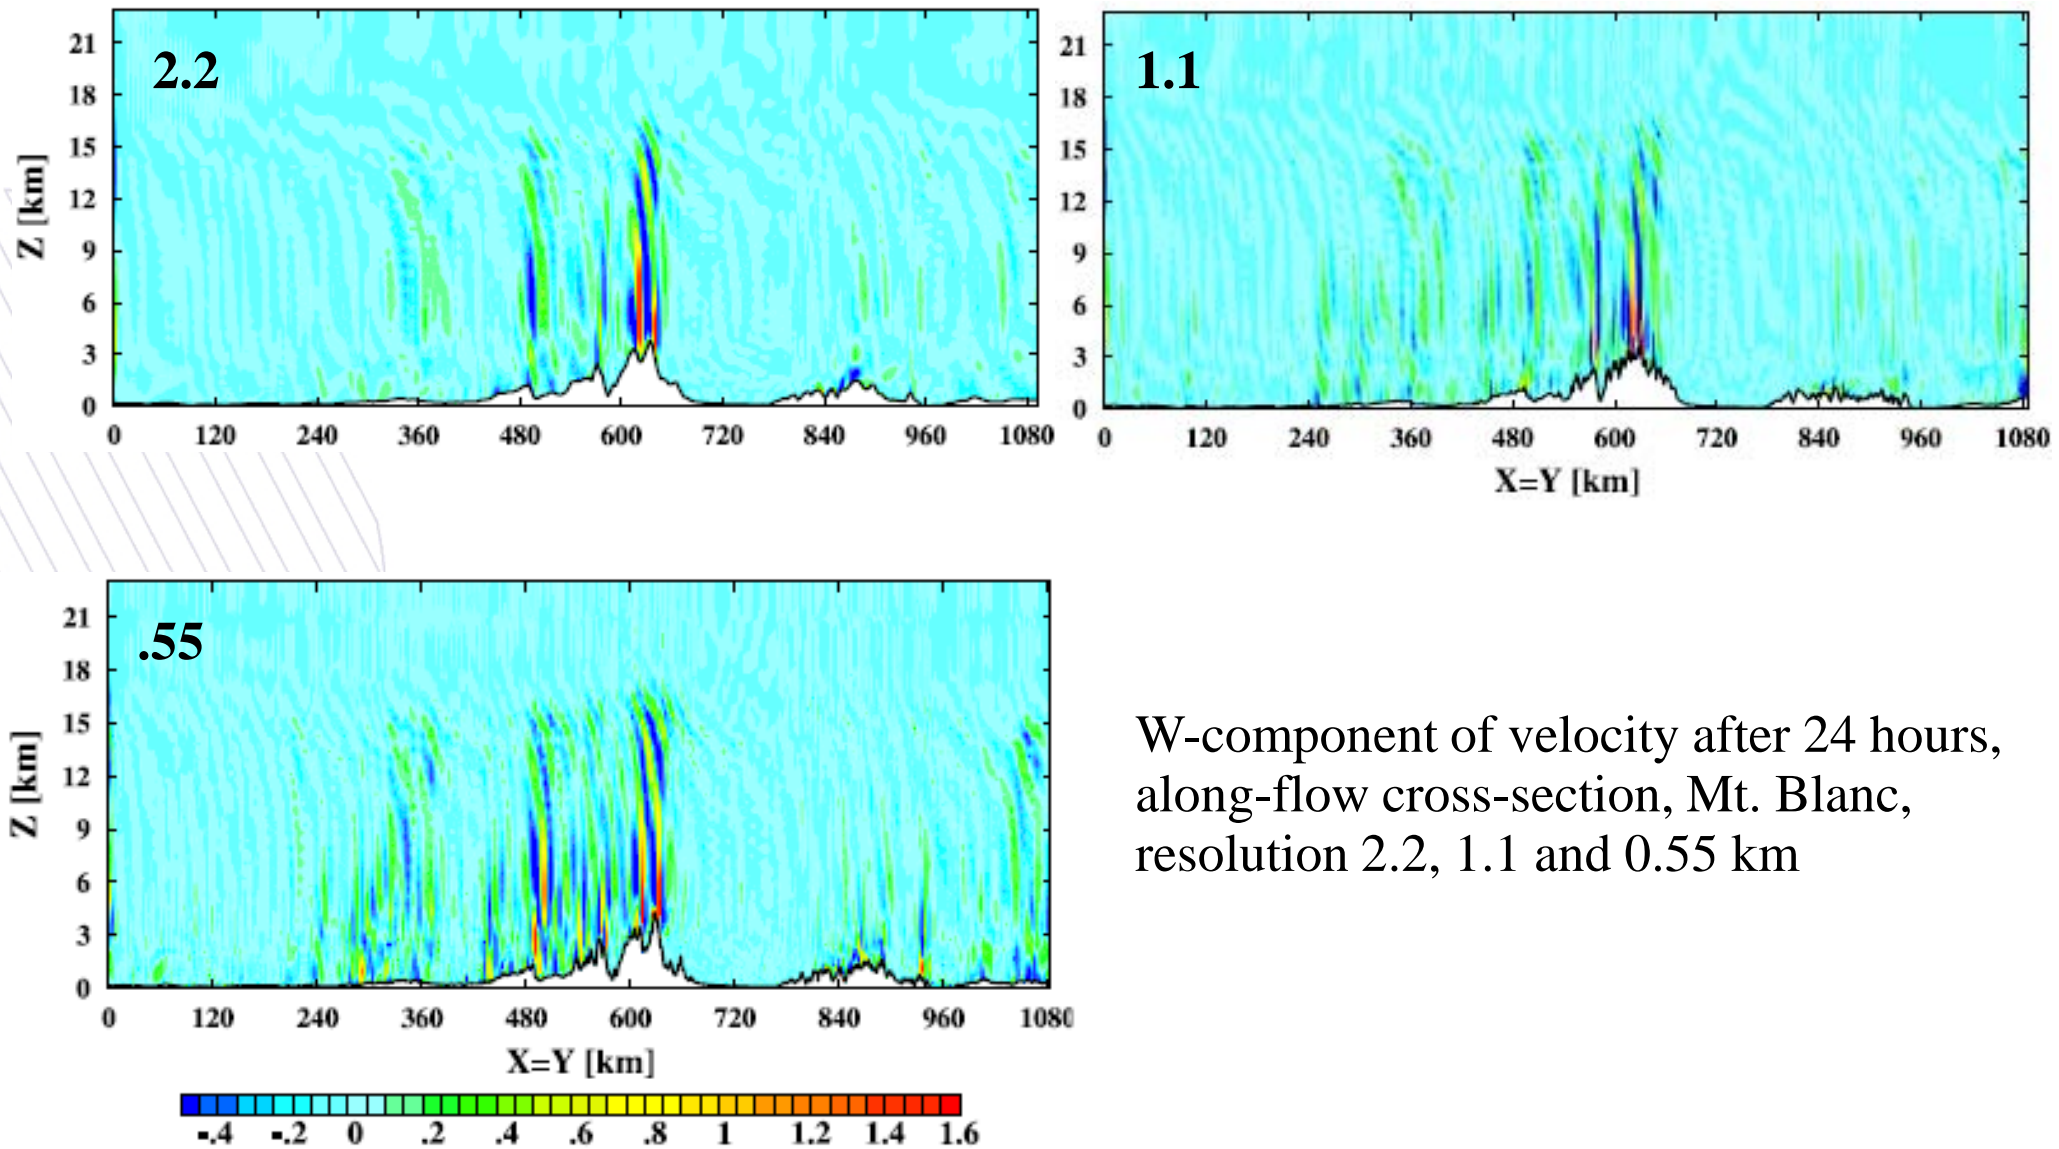 2.2
21
18
15
12
9
6
3
0
Z [km]
0 120 240 360 480 600 720 840 960 1080
1.1
21
18
15
12
9
6
3
0
0 120 240 360 480 600 720 840 960 1080
X=Y [km]
.55
21
18
15
12
9
6
3
0
Z [km]
0 120 240 360 480 600 720 840 960 1080
X=Y [km]
-.4 -.2 0 .2 .4 .6 .8 1 1.2 1.4 1.6
W-component of velocity after 24 hours,
along-flow cross-section, Mt. Blanc,
resolution 2.2, 1.1 and 0.55 km